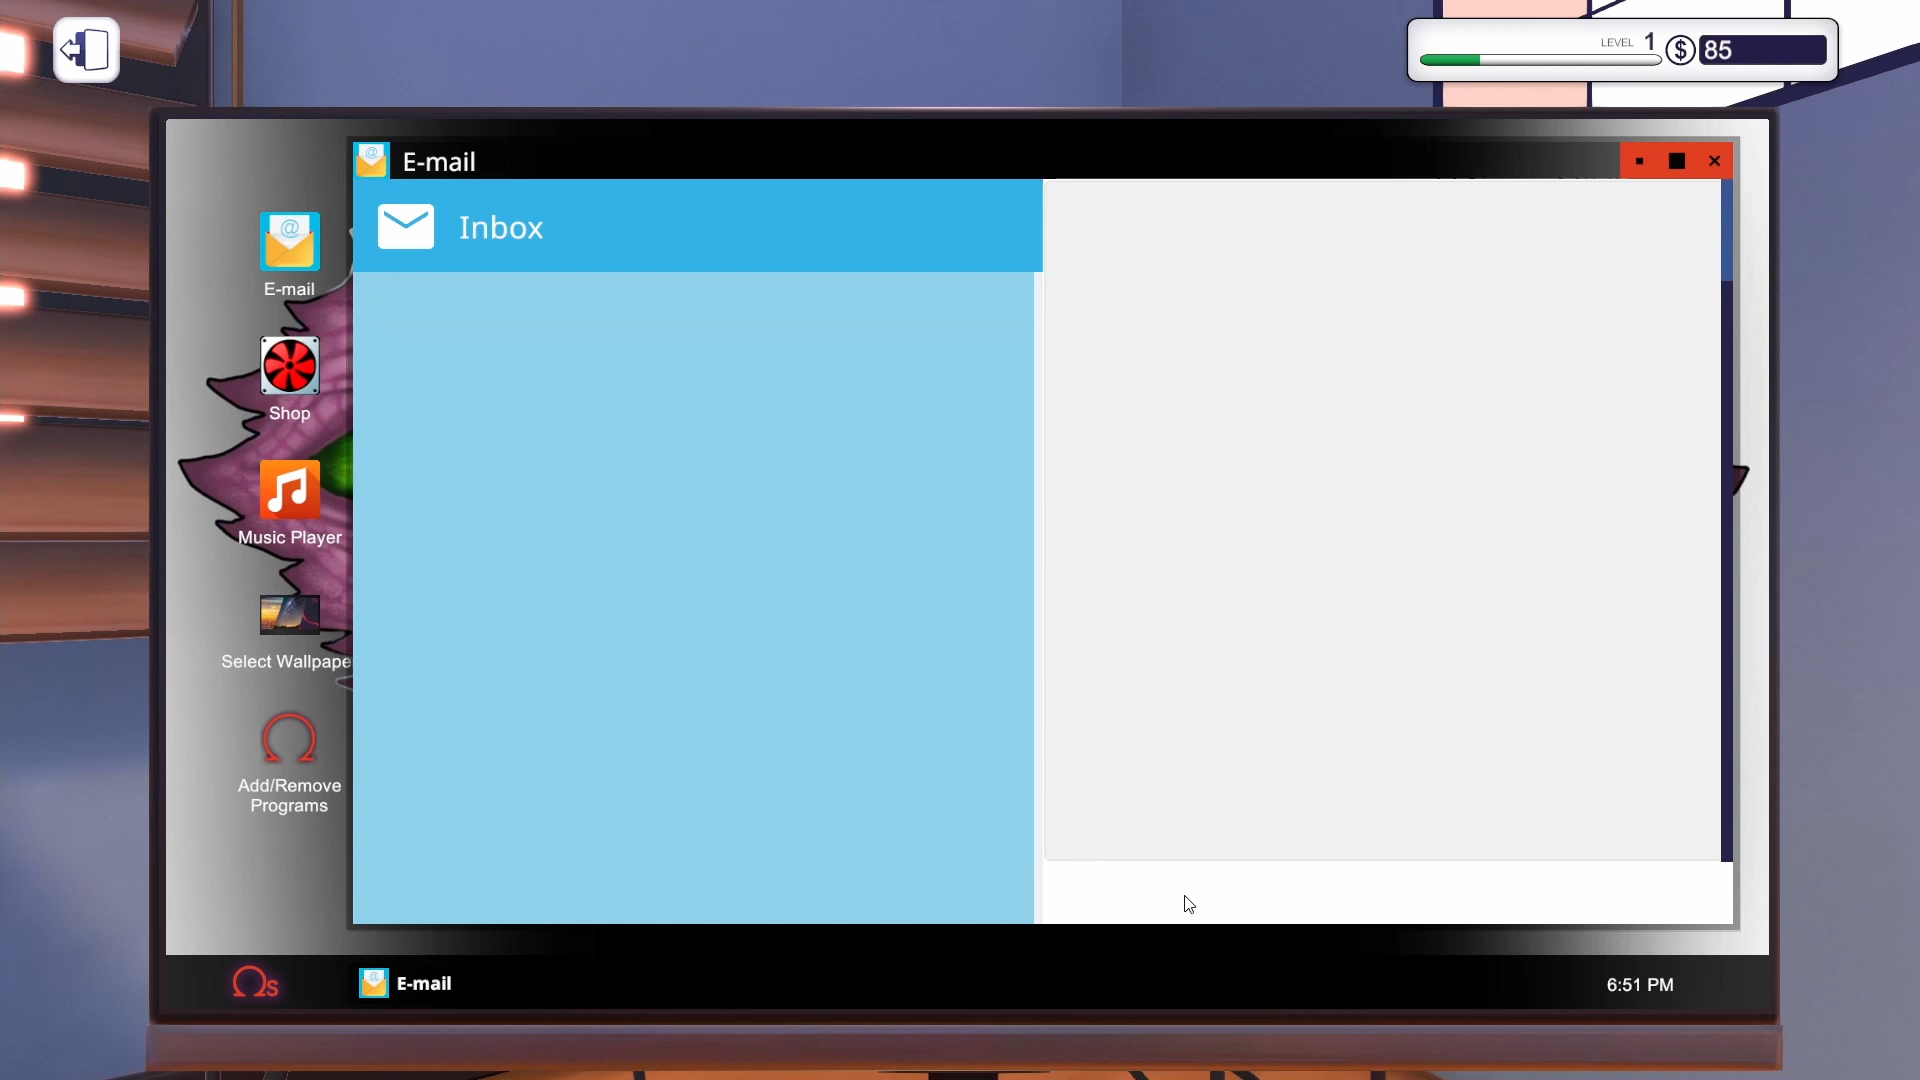 LEVEL 1
$ 85
E-mail
Inbox
E-mail
Shop
Music Player
Select Wallpape
Add/Remove
Programs
Ωs
E-mail
6:51 PM